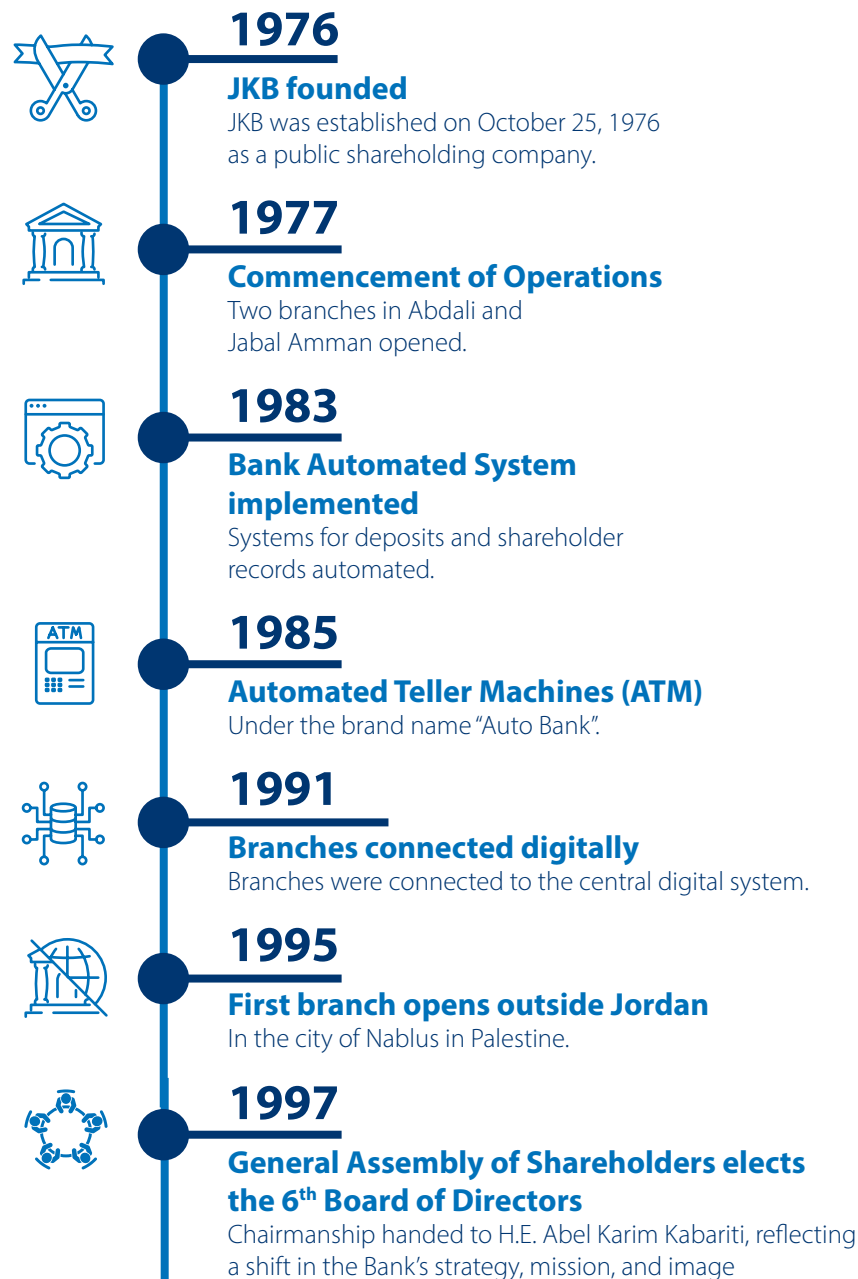 1976
JKB founded
JKB was established on October 25, 1976
as a public shareholding company.
1977
Commencement of Operations
Two branches in Abdali and
Jabal Amman opened.
1983
Bank Automated System
implemented
Systems for deposits and shareholder
records automated.
ATM
1985
Automated Teller Machines (ATM)
Under the brand name “Auto Bank”.
1991
Branches connected digitally
Branches were connected to the central digital system.
1995
First branch opens outside Jordan
In the city of Nablus in Palestine.
1997
General Assembly of Shareholders elects
the 6th Board of Directors
Chairmanship handed to H.E. Abel Karim Kabariti, reflecting
a shift in the Bank’s strategy, mission, and image